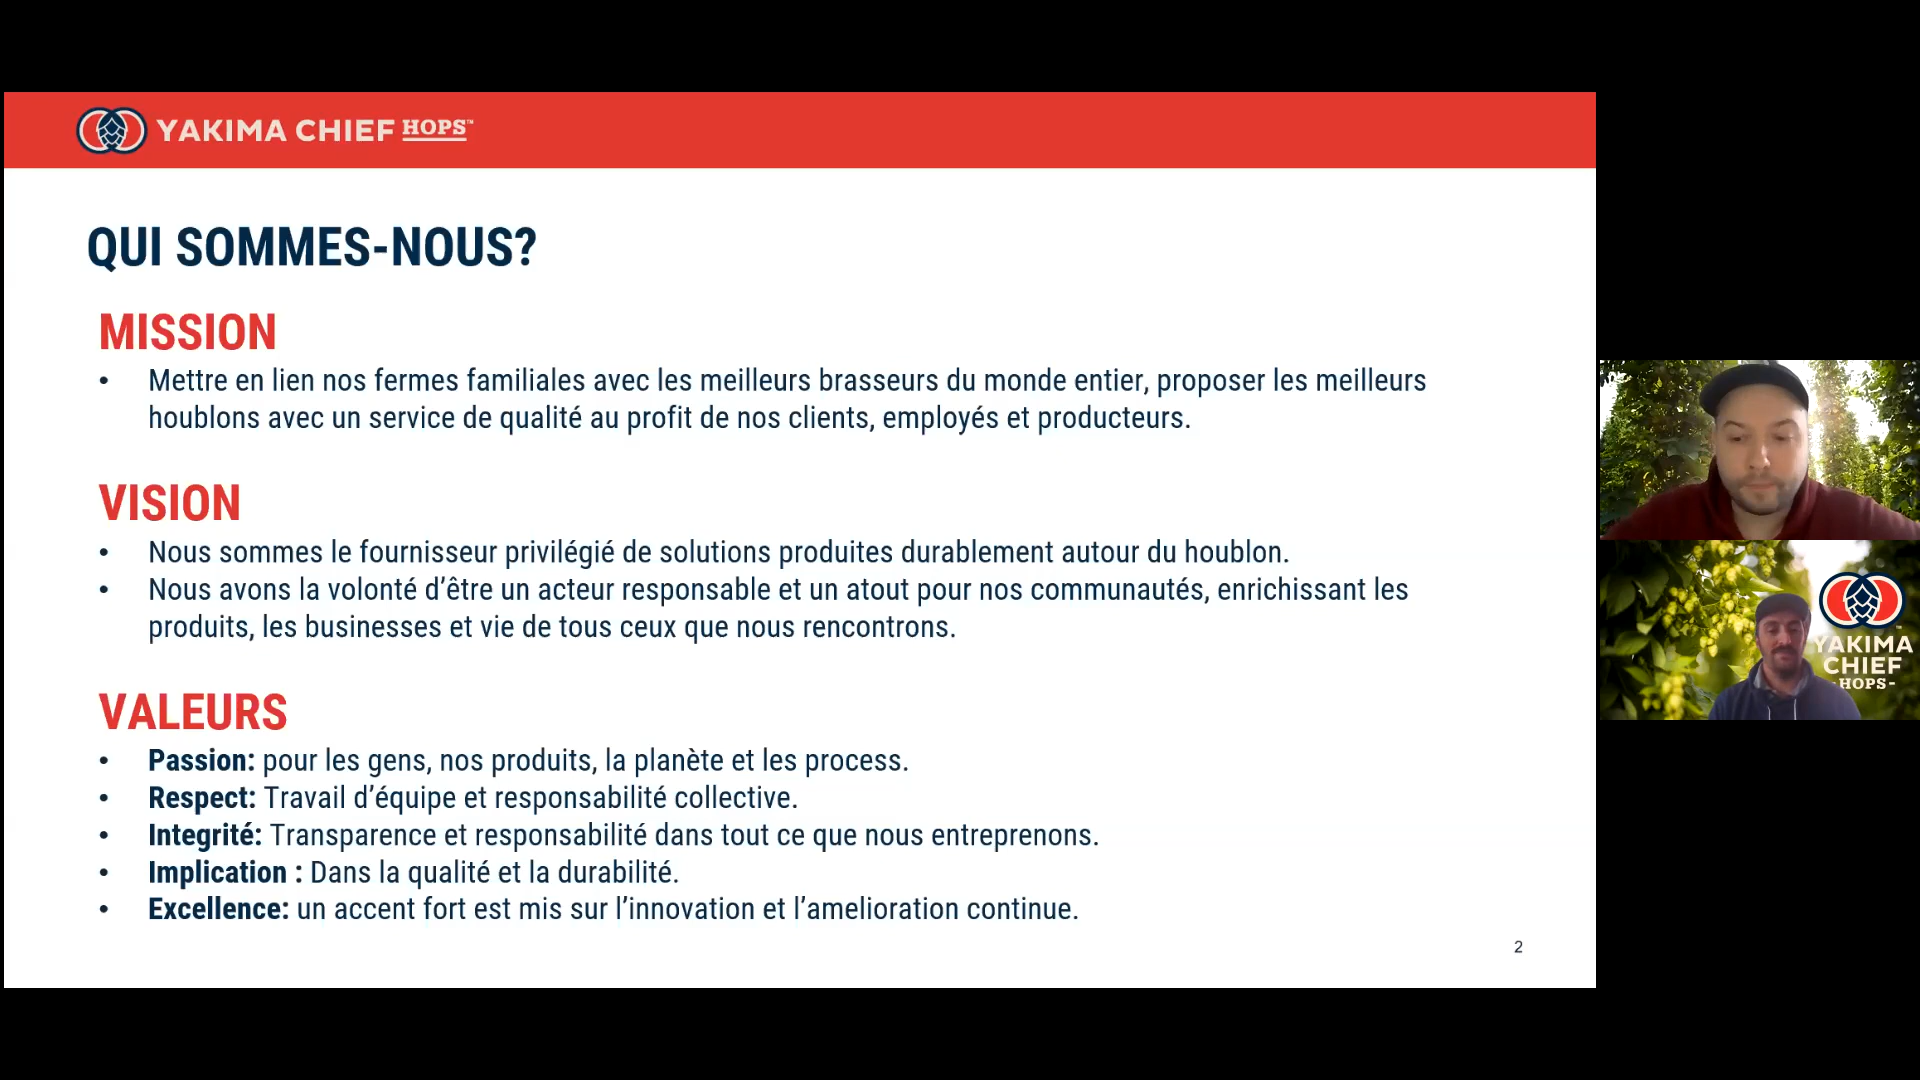 YAKIMA CHIEF HOPS™
QUI SOMMES-NOUS?
MISSION
• Mettre en lien nos fermes familiales avec les meilleurs brasseurs du monde entier, proposer les meilleurs
houblons avec un service de qualité au profit de nos clients, employés et producteurs.
VISION
• Nous sommes le fournisseur privilégié de solutions produites durablement autour du houblon.
• Nous avons la volonté d’être un acteur responsable et un atout pour nos communautés, enrichissant les
produits, les businesses et vie de tous ceux que nous rencontrons.
VALEURS
• Passion: pour les gens, nos produits, la planète et les process.
• Respect: Travail d’équipe et responsabilité collective.
• Integrité: Transparence et responsabilité dans tout ce que nous entreprenons.
• Implication : Dans la qualité et la durabilité.
• Excellence: un accent fort est mis sur l’innovation et l’amelioration continue.
2
YAKIMA
CHIEF
-HOPS-